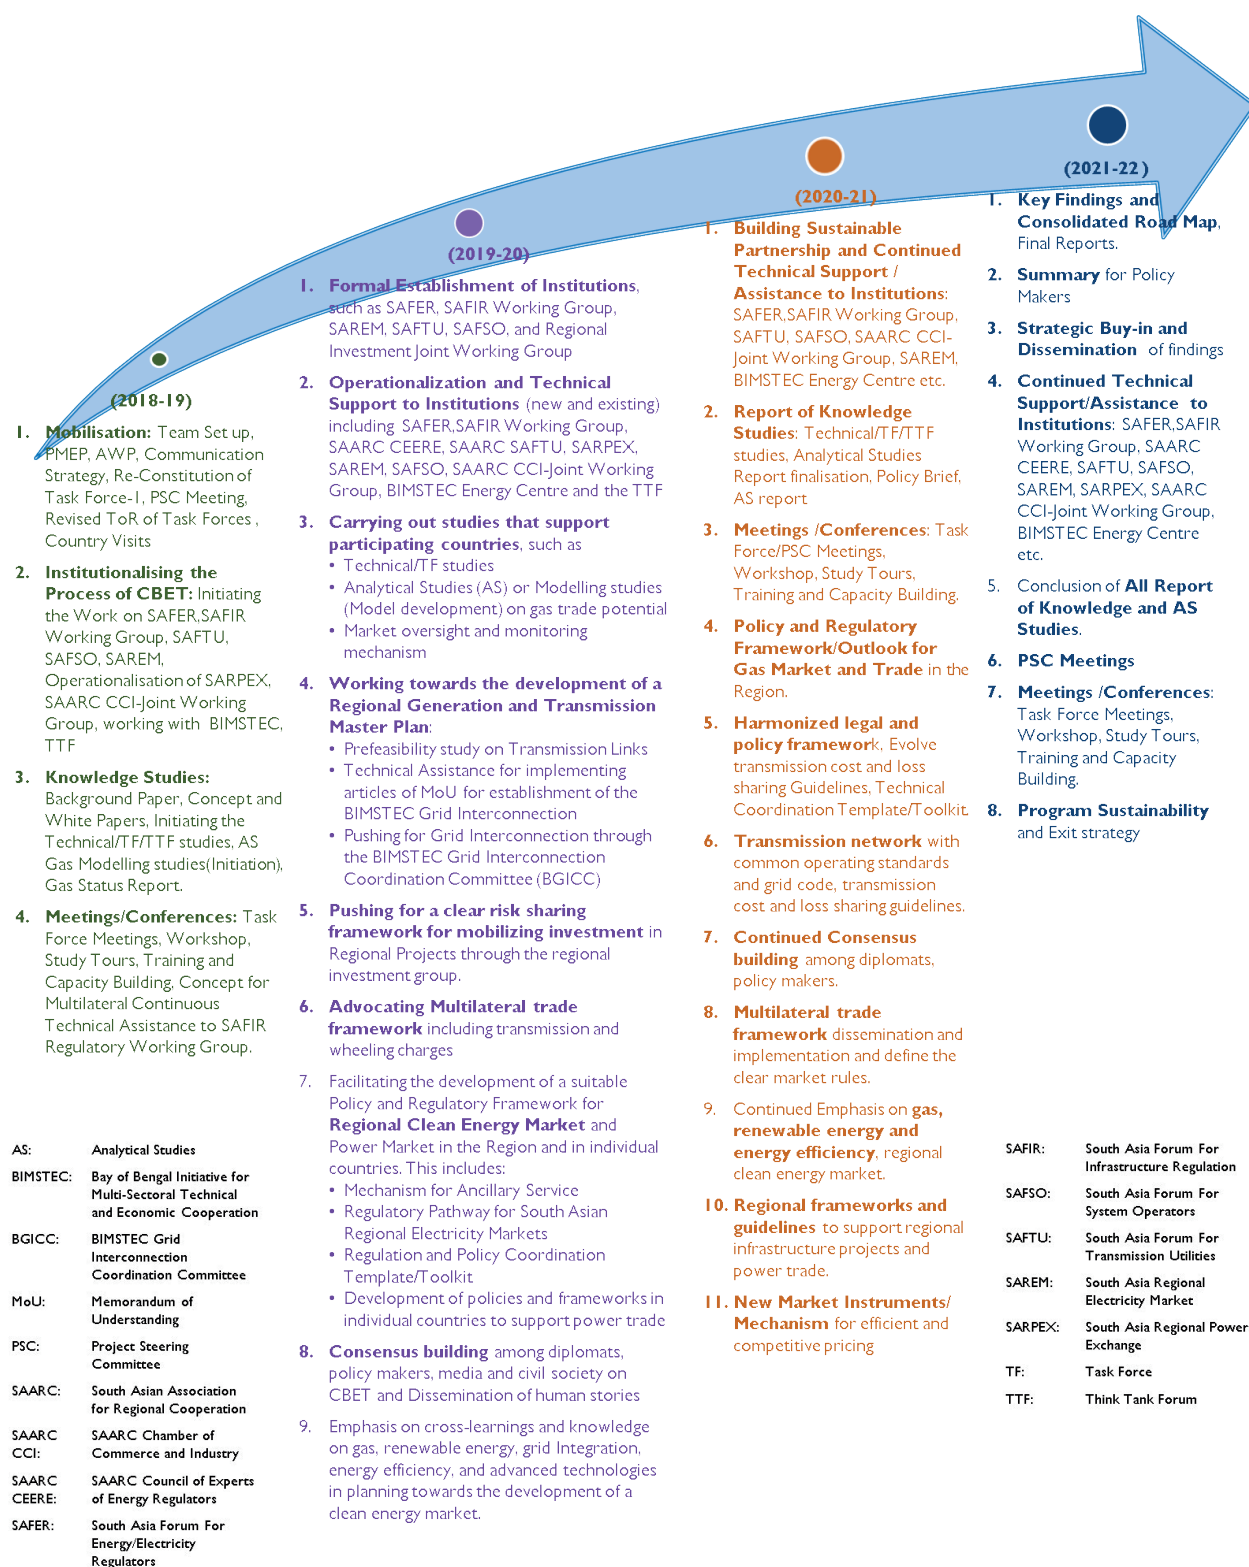 (2018-19)
1. Mobilisation: Team Set up,
PMEP, AWP, Communication
Strategy, Re-Constitution of
Task Force-1, PSC Meeting,
Revised ToR of Task Forces ,
Country Visits
2. Institutionalising the
Process of CBET: Initiating
the Work on SAFER,SAFIR
Working Group, SAFTU,
SAFSO, SAREM,
Operationalisation of SARPEX,
SAARC CCI-Joint Working
Group, working with BIMSTEC,
TTF
3. Knowledge Studies:
Background Paper, Concept and
White Papers, Initiating the
Technical/TF/TTF studies, AS
Gas Modelling studies(Initiation),
Gas Status Report.
4. Meetings/Conferences: Task
Force Meetings, Workshop,
Study Tours, Training and
Capacity Building, Concept for
Multilateral Continuous
Technical Assistance to SAFIR
Regulatory Working Group.
(2019-20)
1. Formal Establishment of Institutions,
such as SAFER, SAFIR Working Group,
SAREM, SAFTU, SAFSO, and Regional
Investment Joint Working Group
2. Operationalization and Technical
Support to Institutions (new and existing)
including SAFER,SAFIR Working Group,
SAARC CEERE, SAARC SAFTU, SARPEX,
SAREM, SAFSO, SAARC CCI-Joint Working
Group, BIMSTEC Energy Centre and the TTF
3. Carrying out studies that support
participating countries, such as
• Technical/TF studies
• Analytical Studies (AS) or Modelling studies
(Model development) on gas trade potential
• Market oversight and monitoring
mechanism
4. Working towards the development of a
Regional Generation and Transmission
Master Plan:
• Prefeasibility study on Transmission Links
• Technical Assistance for implementing
articles of MoU for establishment of the
BIMSTEC Grid Interconnection
• Pushing for Grid Interconnection through
the BIMSTEC Grid Interconnection
Coordination Committee (BGICC)
5. Pushing for a clear risk sharing
framework for mobilizing investment in
Regional Projects through the regional
investment group.
6. Advocating Multilateral trade
framework including transmission and
wheeling charges
7. Facilitating the development of a suitable
Policy and Regulatory Framework for
Regional Clean Energy Market and
Power Market in the Region and in individual
countries. This includes:
• Mechanism for Ancillary Service
• Regulatory Pathway for South Asian
Regional Electricity Markets
• Regulation and Policy Coordination
Template/Toolkit
• Development of policies and frameworks in
individual countries to support power trade
8. Consensus building among diplomats,
policy makers, media and civil society on
CBET and Dissemination of human stories
9. Emphasis on cross-learnings and knowledge
on gas, renewable energy, grid Integration,
energy efficiency, and advanced technologies
in planning towards the development of a
clean energy market.
(2020-21)
1. Building Sustainable
Partnership and Continued
Technical Support /
Assistance to Institutions:
SAFER,SAFIR Working Group,
SAFTU, SAFSO, SAARC CCI-
Joint Working Group, SAREM,
BIMSTEC Energy Centre etc.
2. Report of Knowledge
Studies: Technical/TF/TTF
studies, Analytical Studies
Report finalisation, Policy Brief,
AS report
3. Meetings /Conferences: Task
Force/PSC Meetings,
Workshop, Study Tours,
Training and Capacity Building.
4. Policy and Regulatory
Framework/Outlook for
Gas Market and Trade in the
Region.
5. Harmonized legal and
policy framework, Evolve
transmission cost and loss
sharing Guidelines, Technical
Coordination Template/Toolkit.
6. Transmission network with
common operating standards
and grid code, transmission
cost and loss sharing guidelines.
7. Continued Consensus
building among diplomats,
policy makers.
8. Multilateral trade
framework dissemination and
implementation and define the
clear market rules.
9. Continued Emphasis on gas,
renewable energy and
energy efficiency, regional
clean energy market.
10. Regional frameworks and
guidelines to support regional
infrastructure projects and
power trade.
11. New Market Instruments/
Mechanism for efficient and
competitive pricing
(2021-22)
1. Key Findings and
Consolidated Road Map,
Final Reports.
2. Summary for Policy
Makers
3. Strategic Buy-in and
Dissemination of findings
4. Continued Technical
Support/Assistance to
Institutions: SAFER,SAFIR
Working Group, SAARC
CEERE, SAFTU, SAFSO,
SAREM, SARPEX, SAARC
CCI-Joint Working Group,
BIMSTEC Energy Centre
etc.
5. Conclusion of All Report
of Knowledge and AS
Studies.
6. PSC Meetings
7. Meetings /Conferences:
Task Force Meetings,
Workshop, Study Tours,
Training and Capacity
Building.
8. Program Sustainability
and Exit strategy
AS: Analytical Studies
BIMSTEC: Bay of Bengal Initiative for
Multi-Sectoral Technical
and Economic Cooperation
BGICC: BIMSTEC Grid
Interconnection
Coordination Committee
MoU: Memorandum of
Understanding
PSC: Project Steering
Committee
SAARC: South Asian Association
for Regional Cooperation
SAARC SAARC Chamber of
CCI: Commerce and Industry
SAARC SAARC Council of Experts
CEERE: of Energy Regulators
SAFER: South Asia Forum For
Energy/Electricity
Regulators
SAFIR: South Asia Forum For
Infrastructure Regulation
SAFSO: South Asia Forum For
System Operators
SAFTU: South Asia Forum For
Transmission Utilities
SAREM: South Asia Regional
Electricity Market
SARPEX: South Asia Regional Power
Exchange
TF: Task Force
TTF: Think Tank Forum